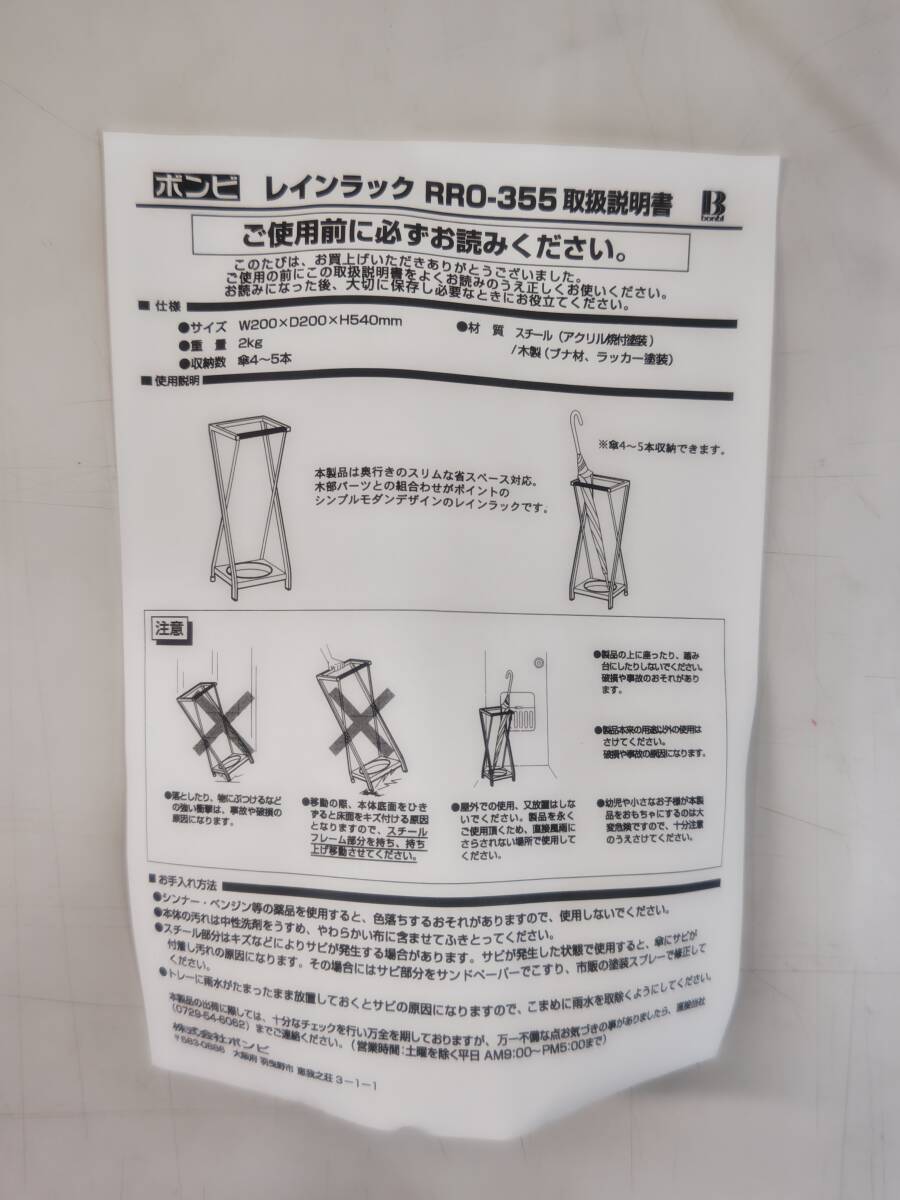 ボンビ レインラック RRO-355 取扱説明書 B bonbi
ご使用前に必ずお読みください。
このたびは、お買上げいただきありがとうございました。
ご使用の前にこの取扱説明書をよくお読みのうえ正しくお使いください。
お読みになった後、大切に保存し必要なときにお役立てください。
■ 仕様
●サイズ W200×D200×H540mm
●重量 2kg
●収納数 傘4〜5本
●材質 スチール(アクリル焼付塗装)
/木製(ブナ材、ラッカー塗装)
■ 使用説明
本製品は奥行きのスリムな省スペース対応。
木部パーツとの組合わせがポイントの
シンプルモダンデザインのレインラックです。
※傘4〜5本収納できます。
注意
●落としたり、物にぶつけるなど
の強い衝撃は、事故や破損の
原因になります。
●移動の際、本体底面をひき
ずると床面をキズ付ける原因
となりますので、スチール
フレーム部分を持ち、持ち
上げ移動させてください。
●屋外での使用、又放置はしな
いでください。製品を永く
ご使用頂くため、直接風雨に
さらされない場所で使用して
ください。
●製品の上に座ったり、踏み
台にしたりしないでください。
破損や事故のおそれがあり
ます。
●製品本来の用途以外の使用は
さけてください。
破損や事故の原因になります。
●幼児や小さなお子様が本製
品をおもちゃにするのは大
変危険ですので、十分注意
のうえさけてください。
■ お手入れ方法
●シンナー・ベンジン等の薬品を使用すると、色落ちするおそれがありますので、使用しないでください。
●本体の汚れは中性洗剤をうすめ、やわらかい布に含ませてふきとってください。
●スチール部分はキズなどによりサビが発生する場合があります。サビが発生した状態で使用すると、傘にサビが
付着し汚れの原因になります。その場合にはサビ部分をサンドペーパーでこすり、市販の塗装スプレーで修正して
ください。
●トレーに雨水がたまったまま放置しておくとサビの原因になりますので、こまめに雨水を取除くようにしてください。
本製品の出荷に際しては、十分なチェックを行い万全を期しておりますが、万一不備な点お気づきの事がありましたら、直接当社
(0729-54-6062)までご連絡ください。(営業時間:土曜を除く平日 AM9:00〜PM5:00まで)
株式会社ボンビ
〒583-0886 大阪府 羽曳野市 恵我之荘 3-1-1